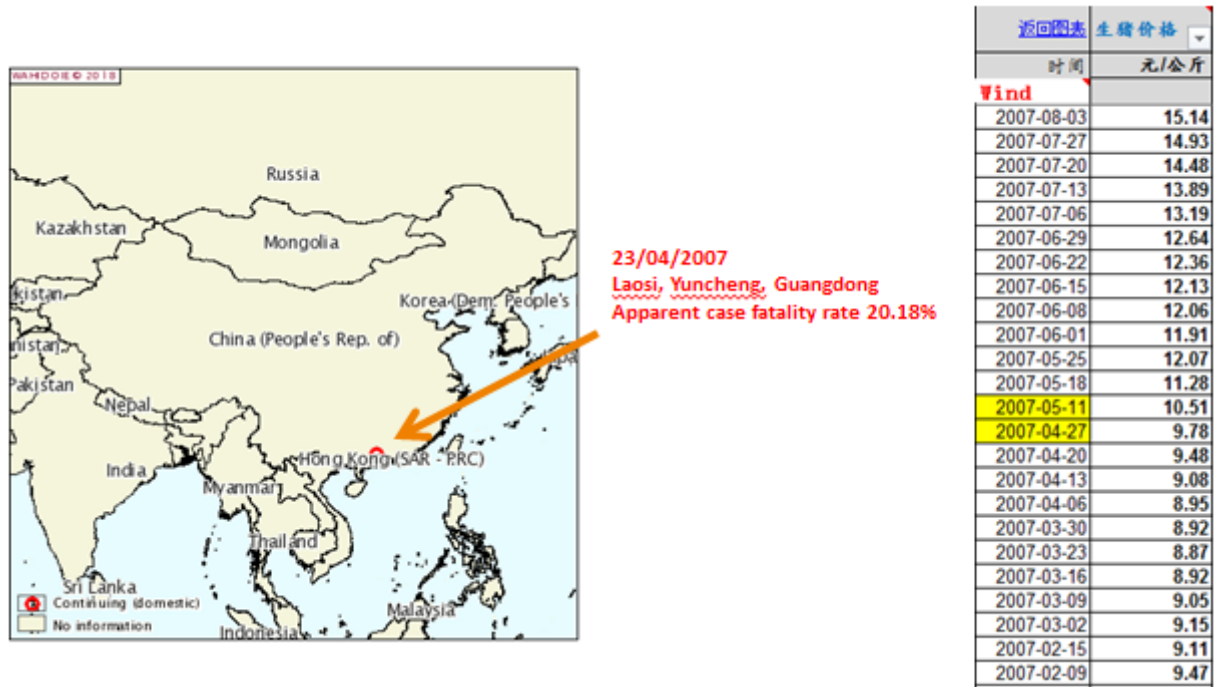 WAHIDOIE © 2018
Russia
Kazakhstan
Mongolia
kistan
Korea (Dem. People's
China (People's Rep. of)
nistan
Japa
Pakistan
Nepal
Hong Kong (SAR - PRC)
India
Myanmar
Thailand
Sri Lanka
Malaysia
Indonesia
Continuing (domestic)
No information
23/04/2007
Laosi, Yuncheng, Guangdong
Apparent case fatality rate 20.18%
返回图表 生猪价格
时间 元/公斤
Wind
2007-08-03 15.14
2007-07-27 14.93
2007-07-20 14.48
2007-07-13 13.89
2007-07-06 13.19
2007-06-29 12.64
2007-06-22 12.36
2007-06-15 12.13
2007-06-08 12.06
2007-06-01 11.91
2007-05-25 12.07
2007-05-18 11.28
2007-05-11 10.51
2007-04-27 9.78
2007-04-20 9.48
2007-04-13 9.08
2007-04-06 8.95
2007-03-30 8.92
2007-03-23 8.87
2007-03-16 8.92
2007-03-09 9.05
2007-03-02 9.15
2007-02-15 9.11
2007-02-09 9.47